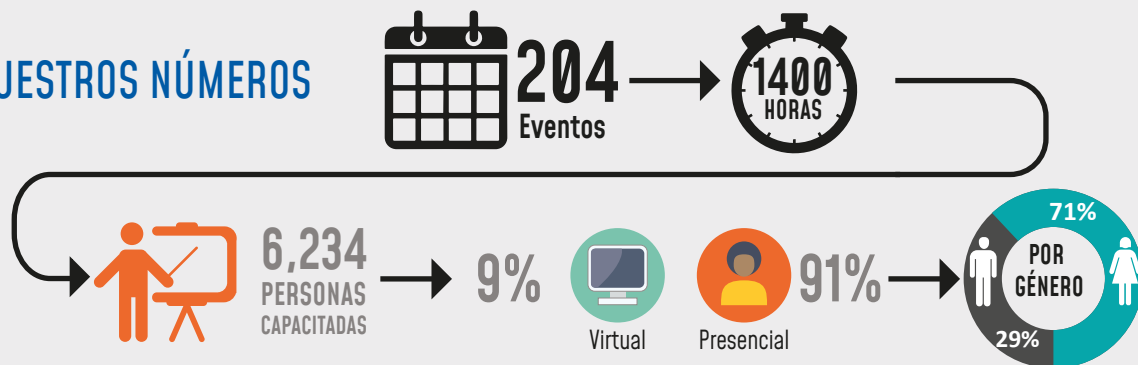 UESTROS NÚMEROS
204
Eventos
1400
HORAS
6,234
PERSONAS
CAPACITADAS
9%
Virtual
Presencial
91%
71%
POR
GÉNERO
29%